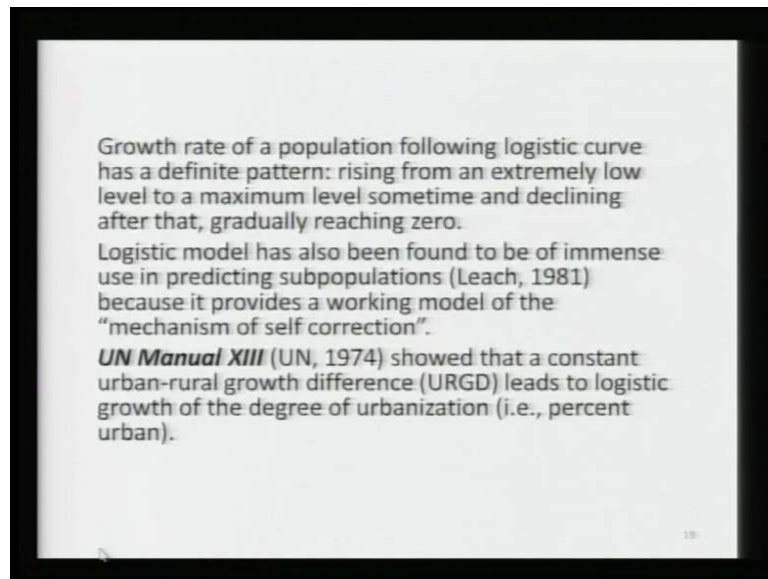 Growth rate of a population following logistic curve
has a definite pattern: rising from an extremely low
level to a maximum level sometime and declining
after that, gradually reaching zero.
Logistic model has also been found to be of immense
use in predicting subpopulations (Leach, 1981)
because it provides a working model of the
“mechanism of self correction”.
UN Manual XIII (UN, 1974) showed that a constant
urban-rural growth difference (URGD) leads to logistic
growth of the degree of urbanization (i.e., percent
urban).